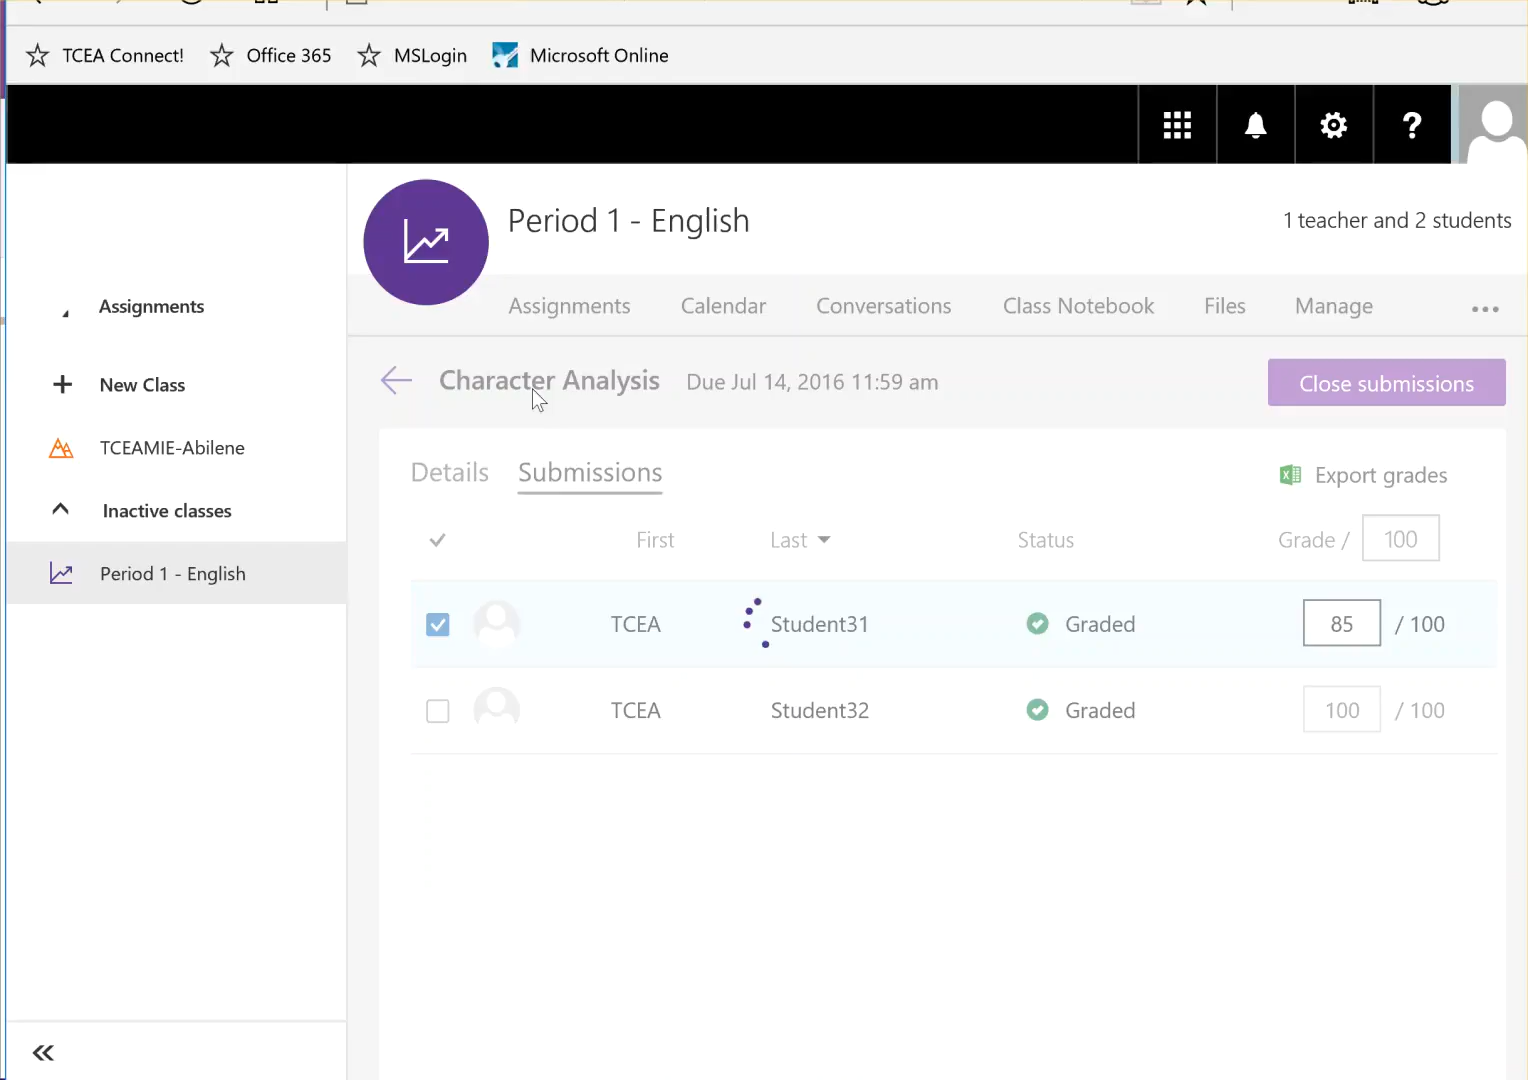 TCEA Connect! Office 365 MSLogin Microsoft Online
?
Period 1 - English
1 teacher and 2 students
Assignments Calendar Conversations Class Notebook Files Manage ...
Assignments
New Class
TCEAMIE-Abilene
Inactive classes
Period 1 - English
Character Analysis Due Jul 14, 2016 11:59 am
Close submissions
Details Submissions
Export grades
First Last Status Grade / 100
TCEA Student31 Graded 85 / 100
TCEA Student32 Graded 100 / 100